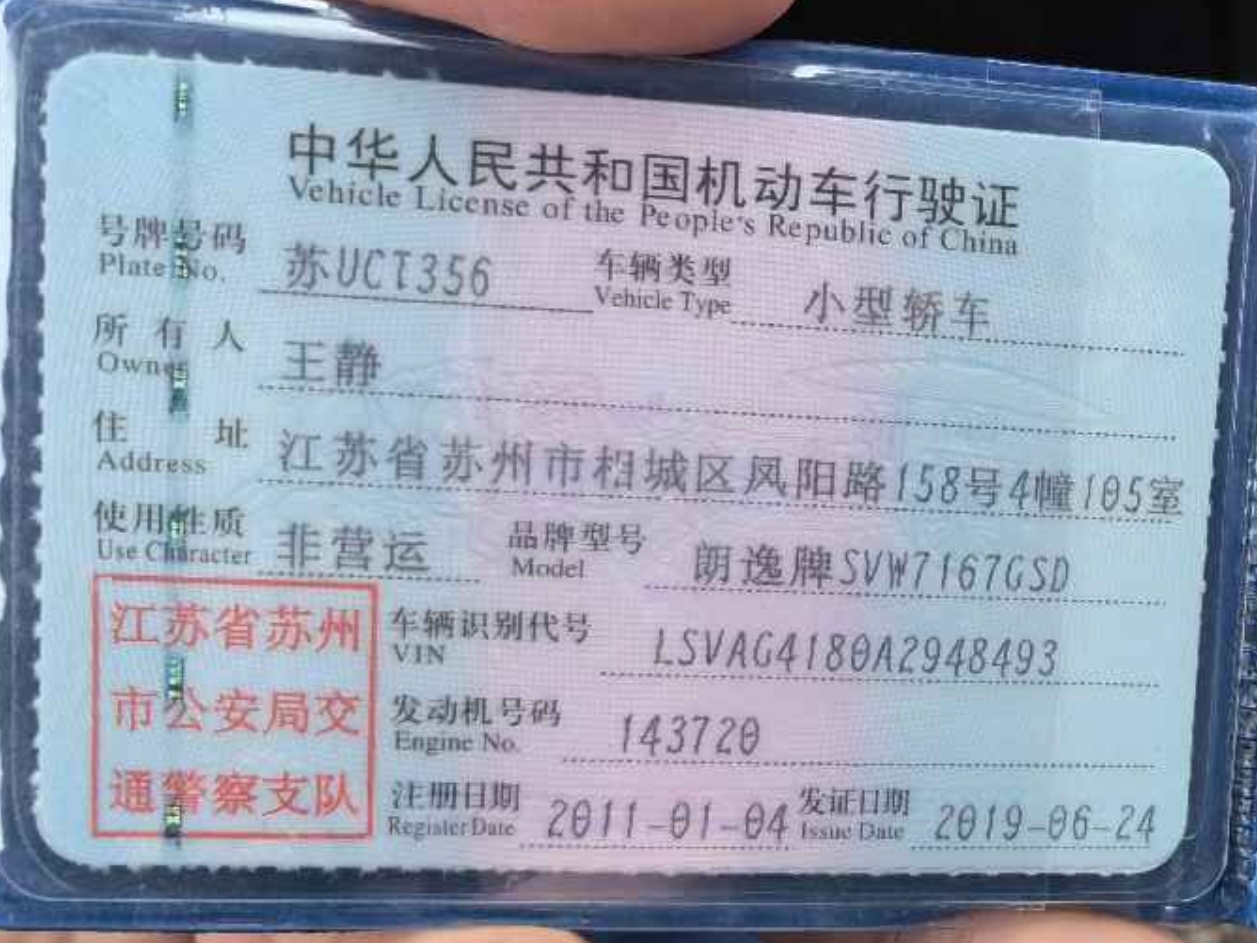 中华人民共和国机动车行驶证
Vehicle License of the People's Republic of China
号牌号码 苏UCT356 车辆类型 小型轿车
Plate No. Vehicle Type
所有人 王静
Owner
住址 江苏省苏州市相城区凤阳路158号4幢105室
Address
使用性质 非营运 品牌型号 朗逸牌SVW7167GSD
Use Character Model
江苏省苏州
市公安局交
通警察支队
车辆识别代号 LSVAG4180A2948493
VIN
发动机号码 143720
Engine No.
注册日期 2011-01-04 发证日期 2019-06-24
Register Date Issue Date